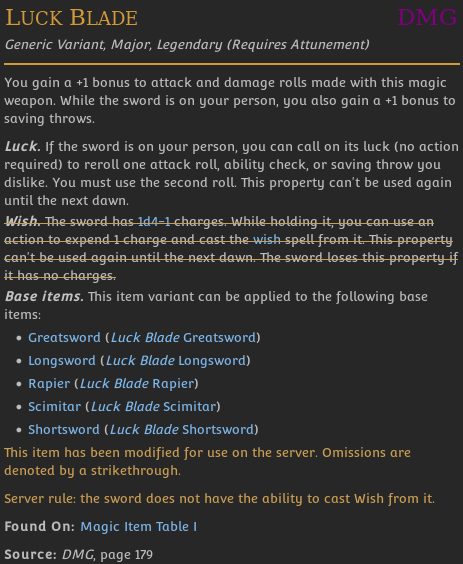 LUCK BLADE DMG
Generic Variant, Major, Legendary (Requires Attunement)
You gain a +1 bonus to attack and damage rolls made with this magic
weapon. While the sword is on your person, you also gain a +1 bonus to
saving throws.
Luck. If the sword is on your person, you can call on its luck (no action
required) to reroll one attack roll, ability check, or saving throw you
dislike. You must use the second roll. This property can't be used again
until the next dawn.
Wish. The sword has 1d4-1 charges. While holding it, you can use an
action to expend 1 charge and cast the wish spell from it. This property
can't be used again until the next dawn. The sword loses this property if
it has no charges.
Base items. This item variant can be applied to the following base
items:
• Greatsword (Luck Blade Greatsword)
• Longsword (Luck Blade Longsword)
• Rapier (Luck Blade Rapier)
• Scimitar (Luck Blade Scimitar)
• Shortsword (Luck Blade Shortsword)
This item has been modified for use on the server. Omissions are
denoted by a strikethrough.
Server rule: the sword does not have the ability to cast Wish from it.
Found On: Magic Item Table I
Source: DMG, page 179